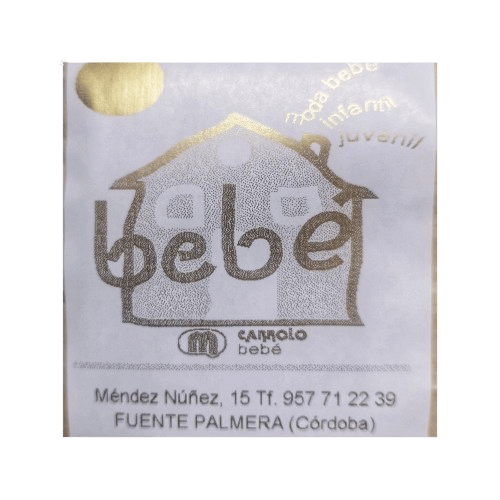 moda bebé
infantil
juvenil
bebé
m CARROLO
bebé
Méndez Núñez, 15 Tf. 957 71 22 39
FUENTE PALMERA (Córdoba)